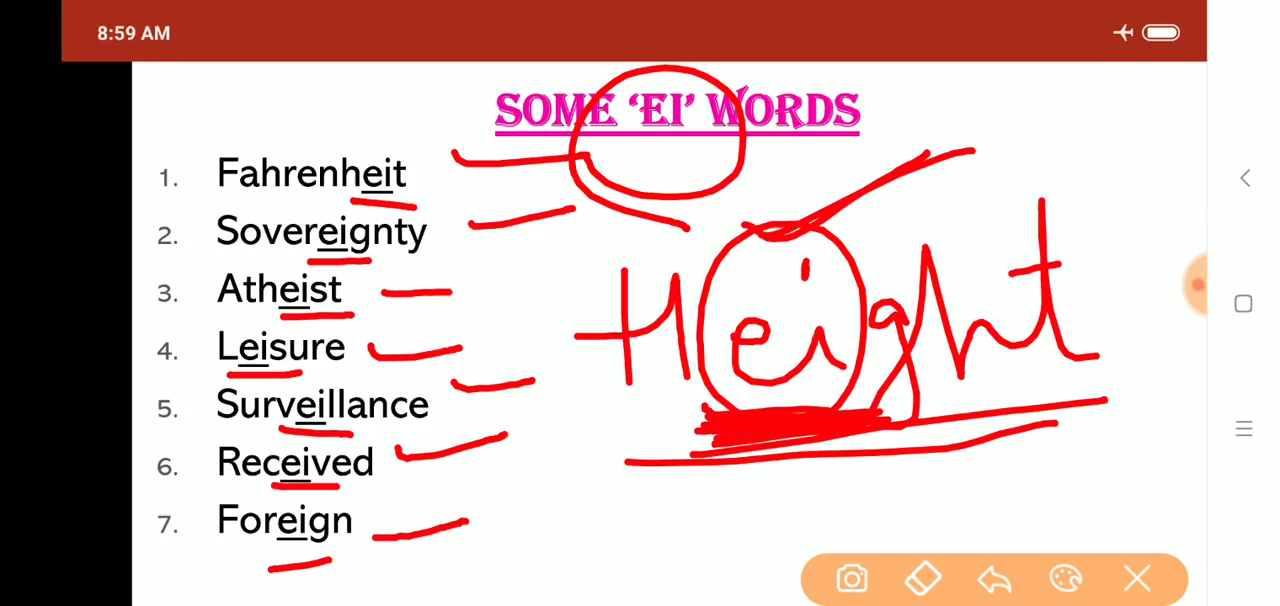 8:59 AM
SOME ‘EI’ WORDS
1. Fahrenheit
2. Sovereignty
3. Atheist
4. Leisure
5. Surveillance
6. Received
7. Foreign
Height